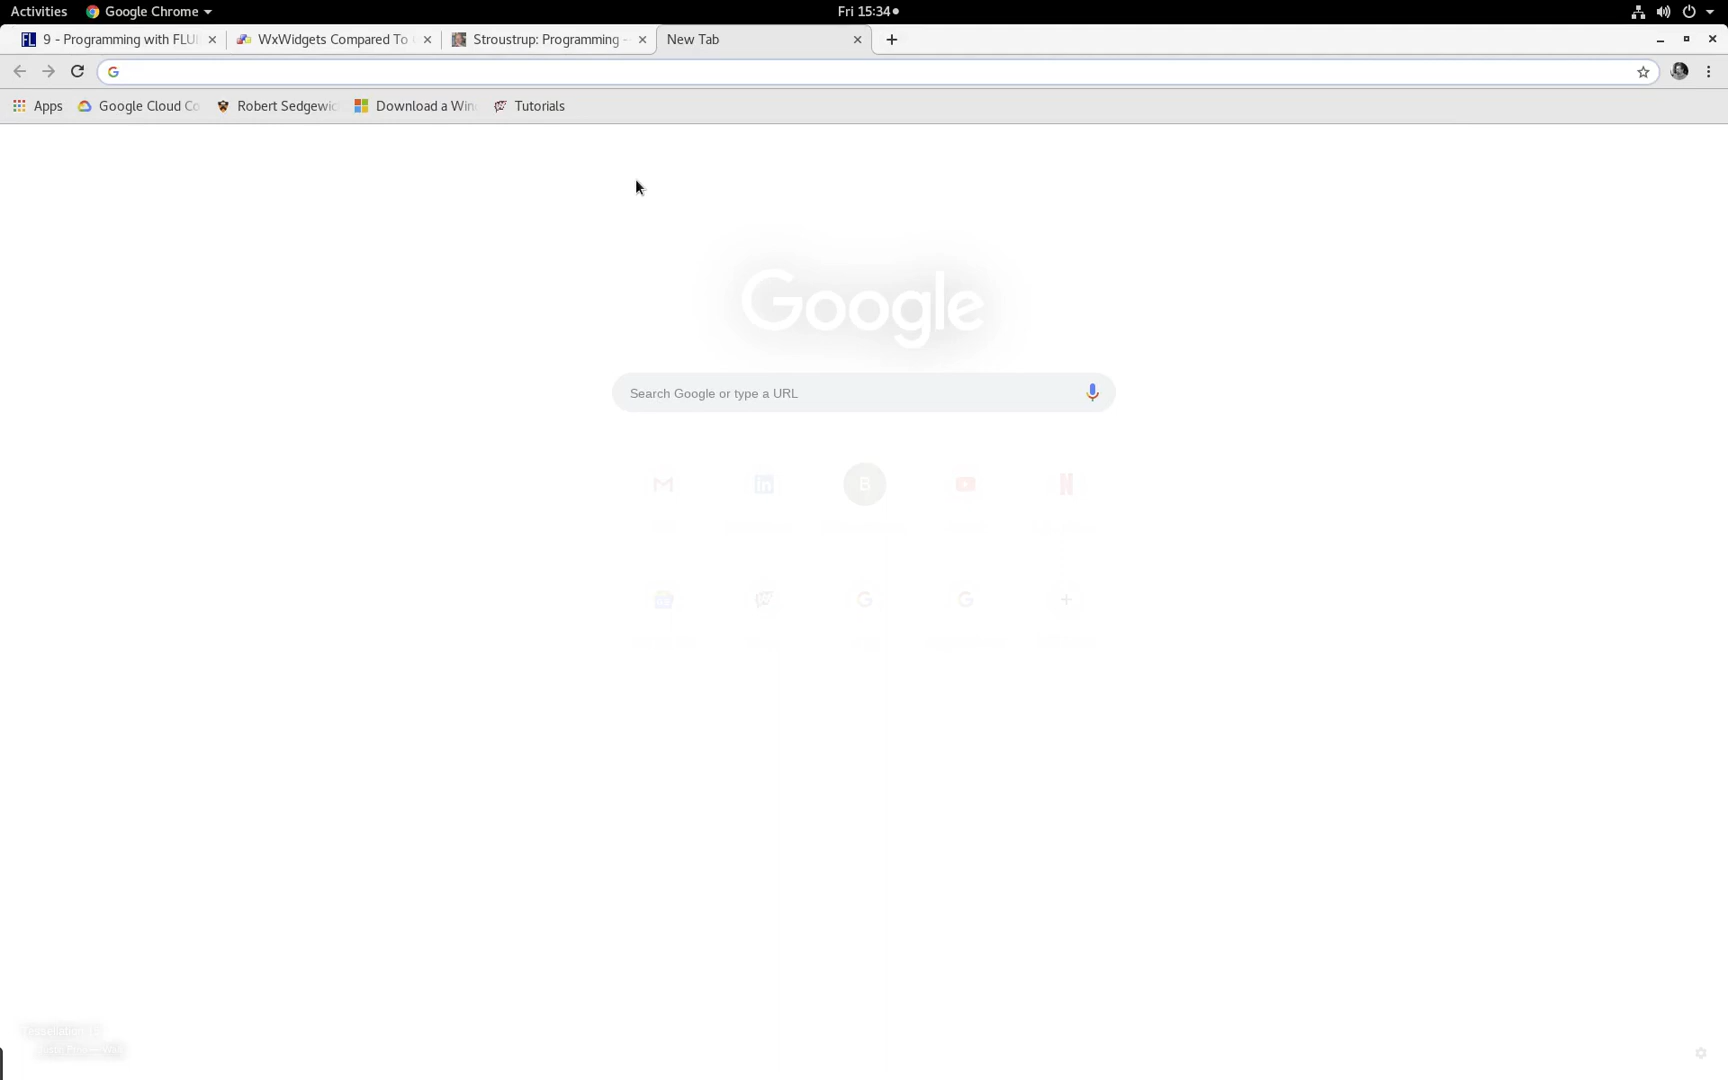 Activities Google Chrome Fri 15:34
9 - Programming with FLU WxWidgets Compared To Stroustrup: Programming - New Tab
Apps Google Cloud Co Robert Sedgewic Download a Win Tutorials
Google
Search Google or type a URL
B